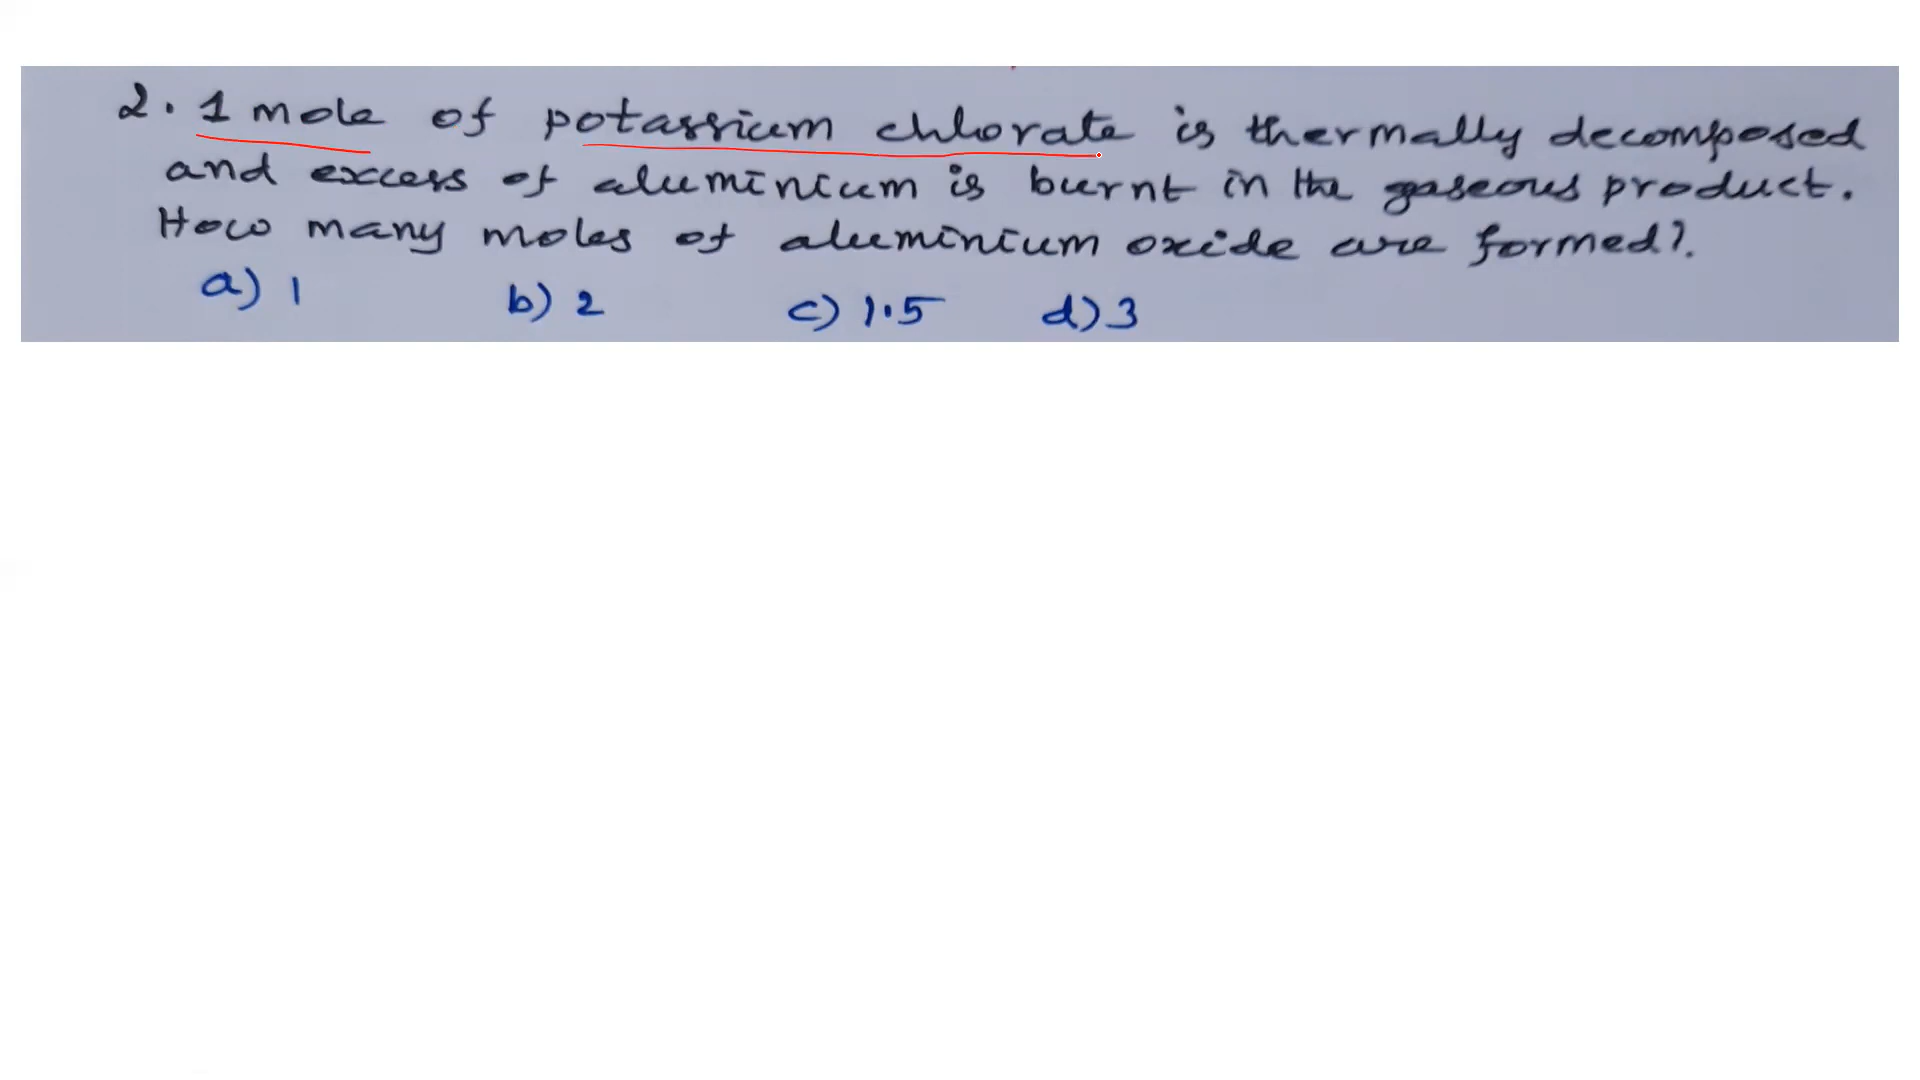 2. 1 mole of potassium chlorate is thermally decomposed
and excess of aluminium is burnt in the gaseous product.
How many moles of aluminium oxide are formed?.
a) 1 b) 2 c) 1.5 d) 3